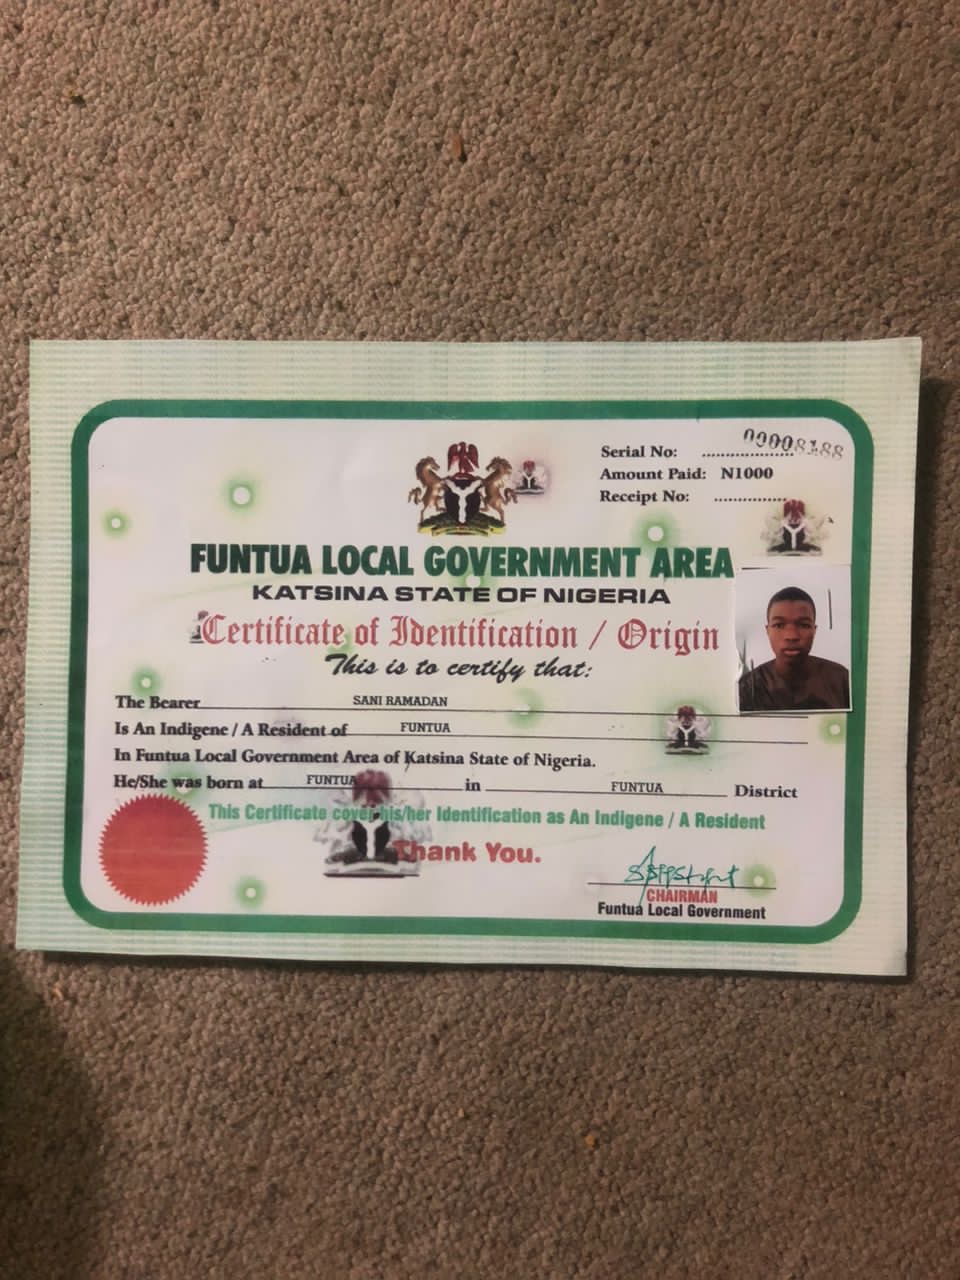 Serial No: .................... 00008188
Amount Paid: N1000
Receipt No: ................
FUNTUA LOCAL GOVERNMENT AREA
KATSINA STATE OF NIGERIA
Certificate of Identification / Origin
This is to certify that:
The Bearer SANI RAMADAN
Is An Indigene / A Resident of FUNTUA
In Funtua Local Government Area of Katsina State of Nigeria.
He/She was born at FUNTUA in FUNTUA District
This Certificate cover his/her Identification as An Indigene / A Resident
Thank You.
CHAIRMAN
Funtua Local Government